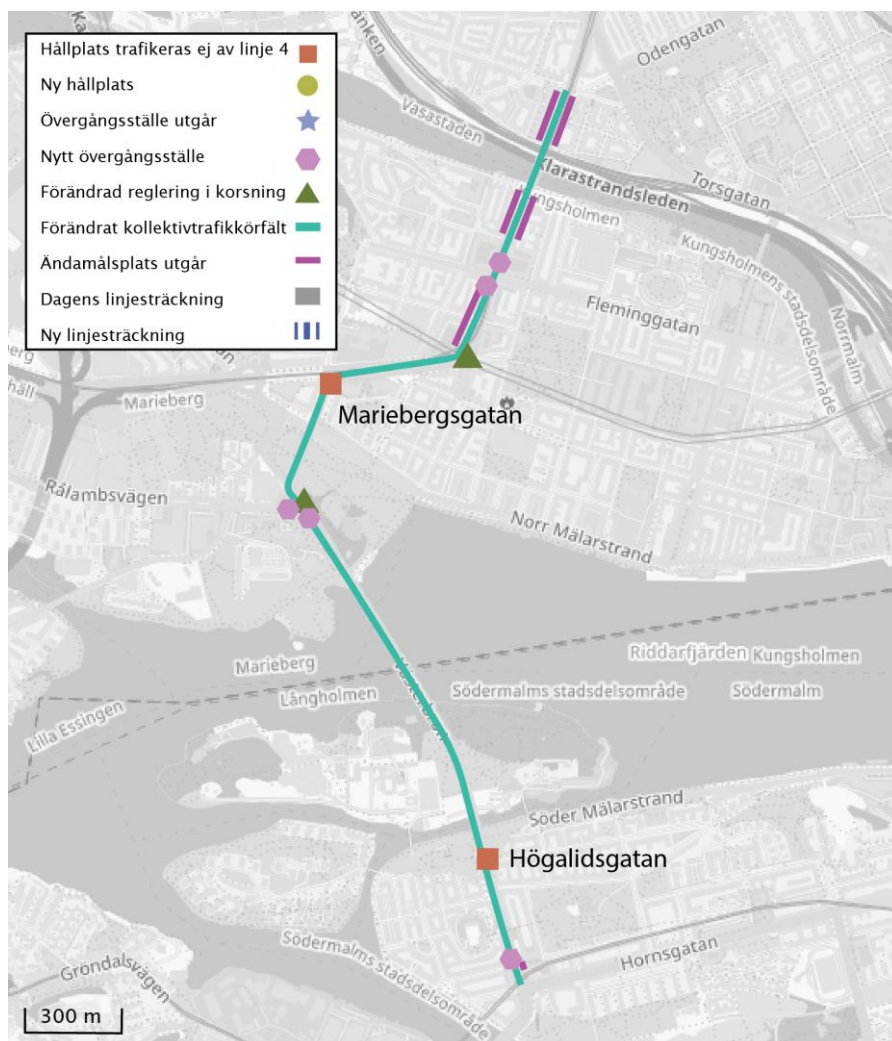 Hållplats trafikeras ej av linje 4
Ny hållplats
Övergångsställe utgår
Nytt övergångsställe
Förändrad reglering i korsning
Förändrat kollektivtrafikkörfält
Ändamålsplats utgår
Dagens linjesträckning
Ny linjesträckning
Odengatan
Vasastaden
Klarastrandsleden
Torsgatan
Kungsholmen
Kungsholmens stadsdelsområde
Norrmalm
Fleminggatan
Marieberg
Mariebergsgatan
Rålambsvägen
Norr Mälarstrand
Riddarfjärden
Kungsholmen
Marieberg
Långholmen
Södermalms stadsdelsområde
Södermalm
Lilla Essingen
Västerbron
Söder Mälarstrand
Högalidsgatan
Hornsgatan
Södermalms stadsdelsområde
Gröndalsvägen
300 m